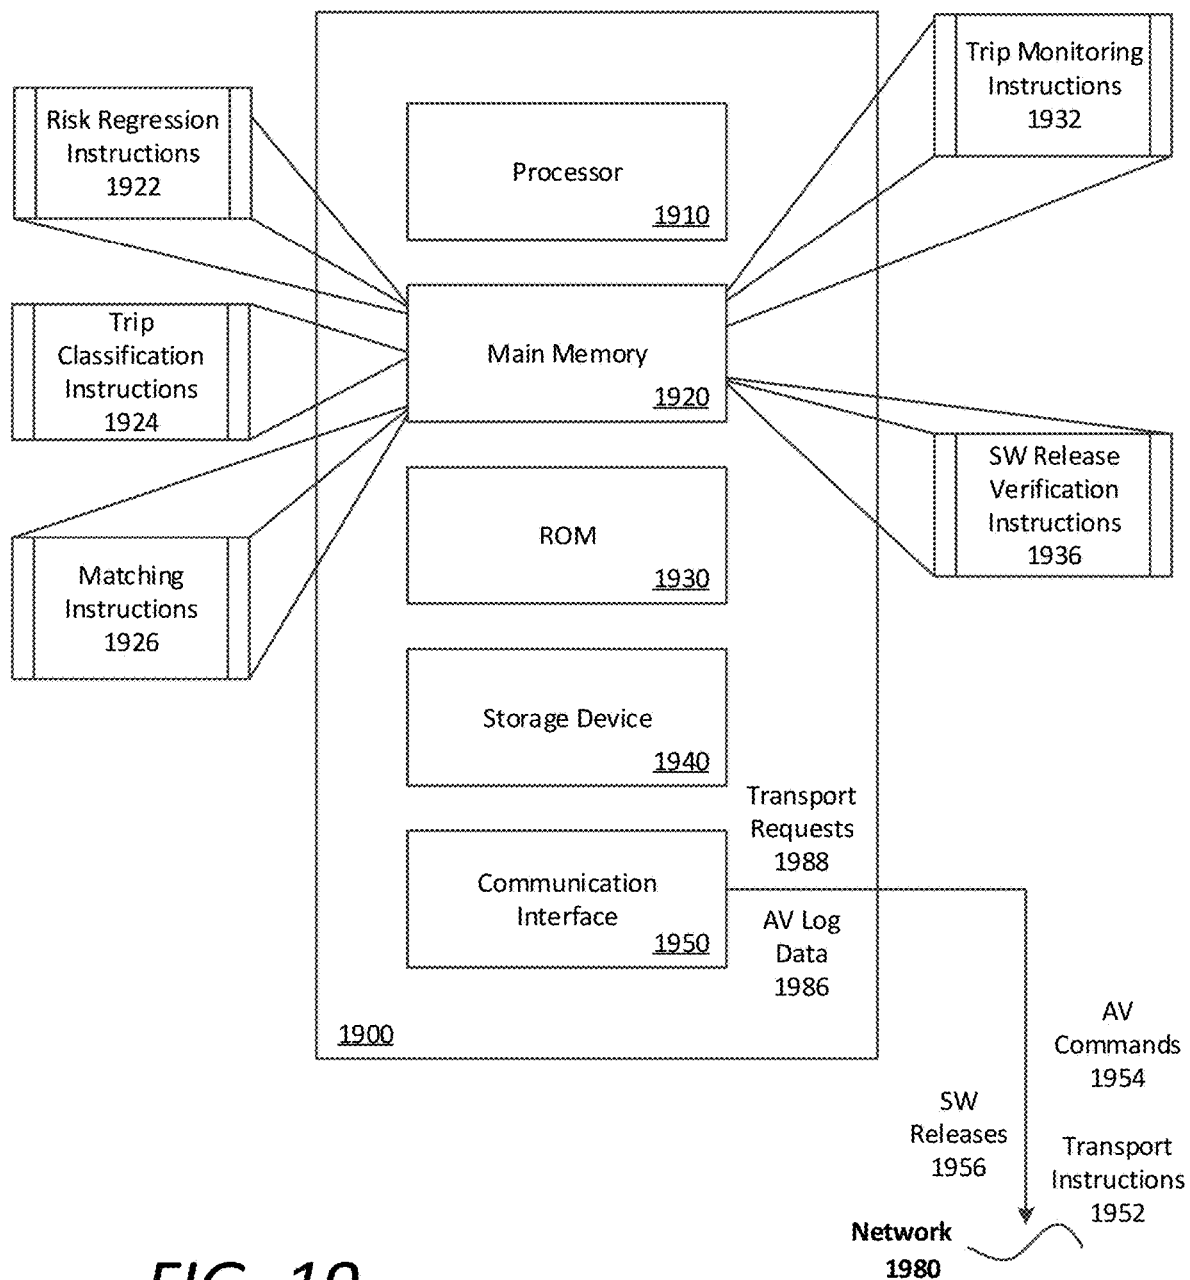 Trip Monitoring
Instructions
1932
Risk Regression
Instructions
1922
Processor
1910
Trip
Classification
Instructions
1924
Main Memory
1920
SW Release
Verification
Instructions
1936
ROM
1930
Matching
Instructions
1926
Storage Device
1940
Transport
Requests
1988
Communication
Interface
1950
AV Log
Data
1986
1900
AV
Commands
1954
SW
Releases
1956
Transport
Instructions
1952
Network
1980
FIG. 19